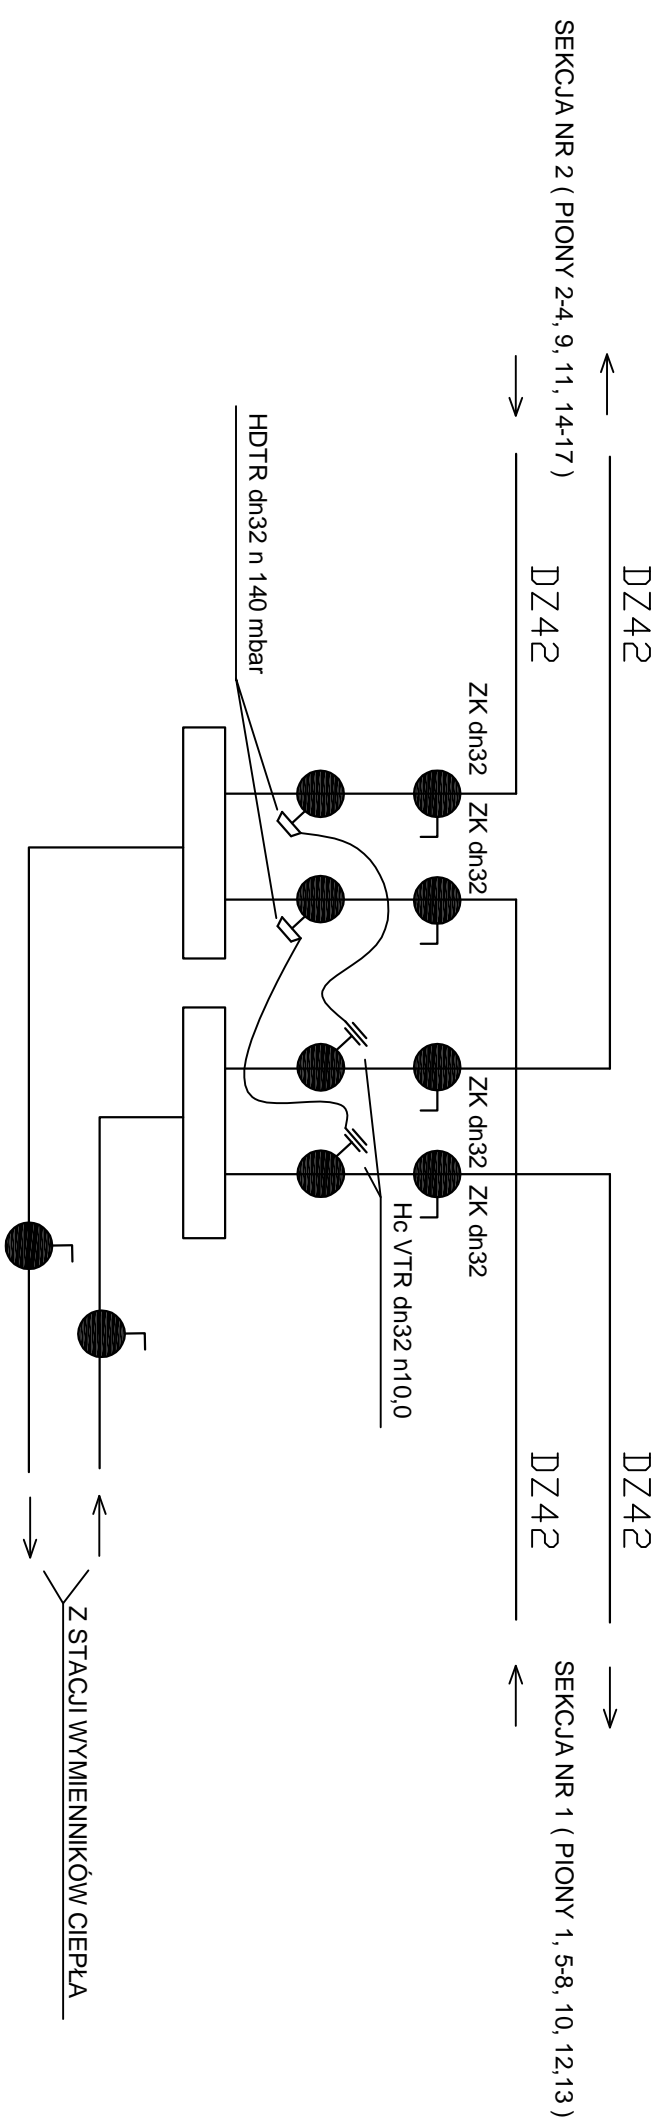 SEKCJA NR 2 ( PIONY 2-4, 9, 11, 14-17 )
DZ42
DZ42
DZ42
DZ42
SEKCJA NR 1 ( PIONY 1, 5-8, 10, 12,13 )
ZK dn32
ZK dn32
ZK dn32
ZK dn32
HDTR dn32 n 140 mbar
Hc VTR dn32 n10,0
Z STACJI WYMIENNIKÓW CIEPŁA